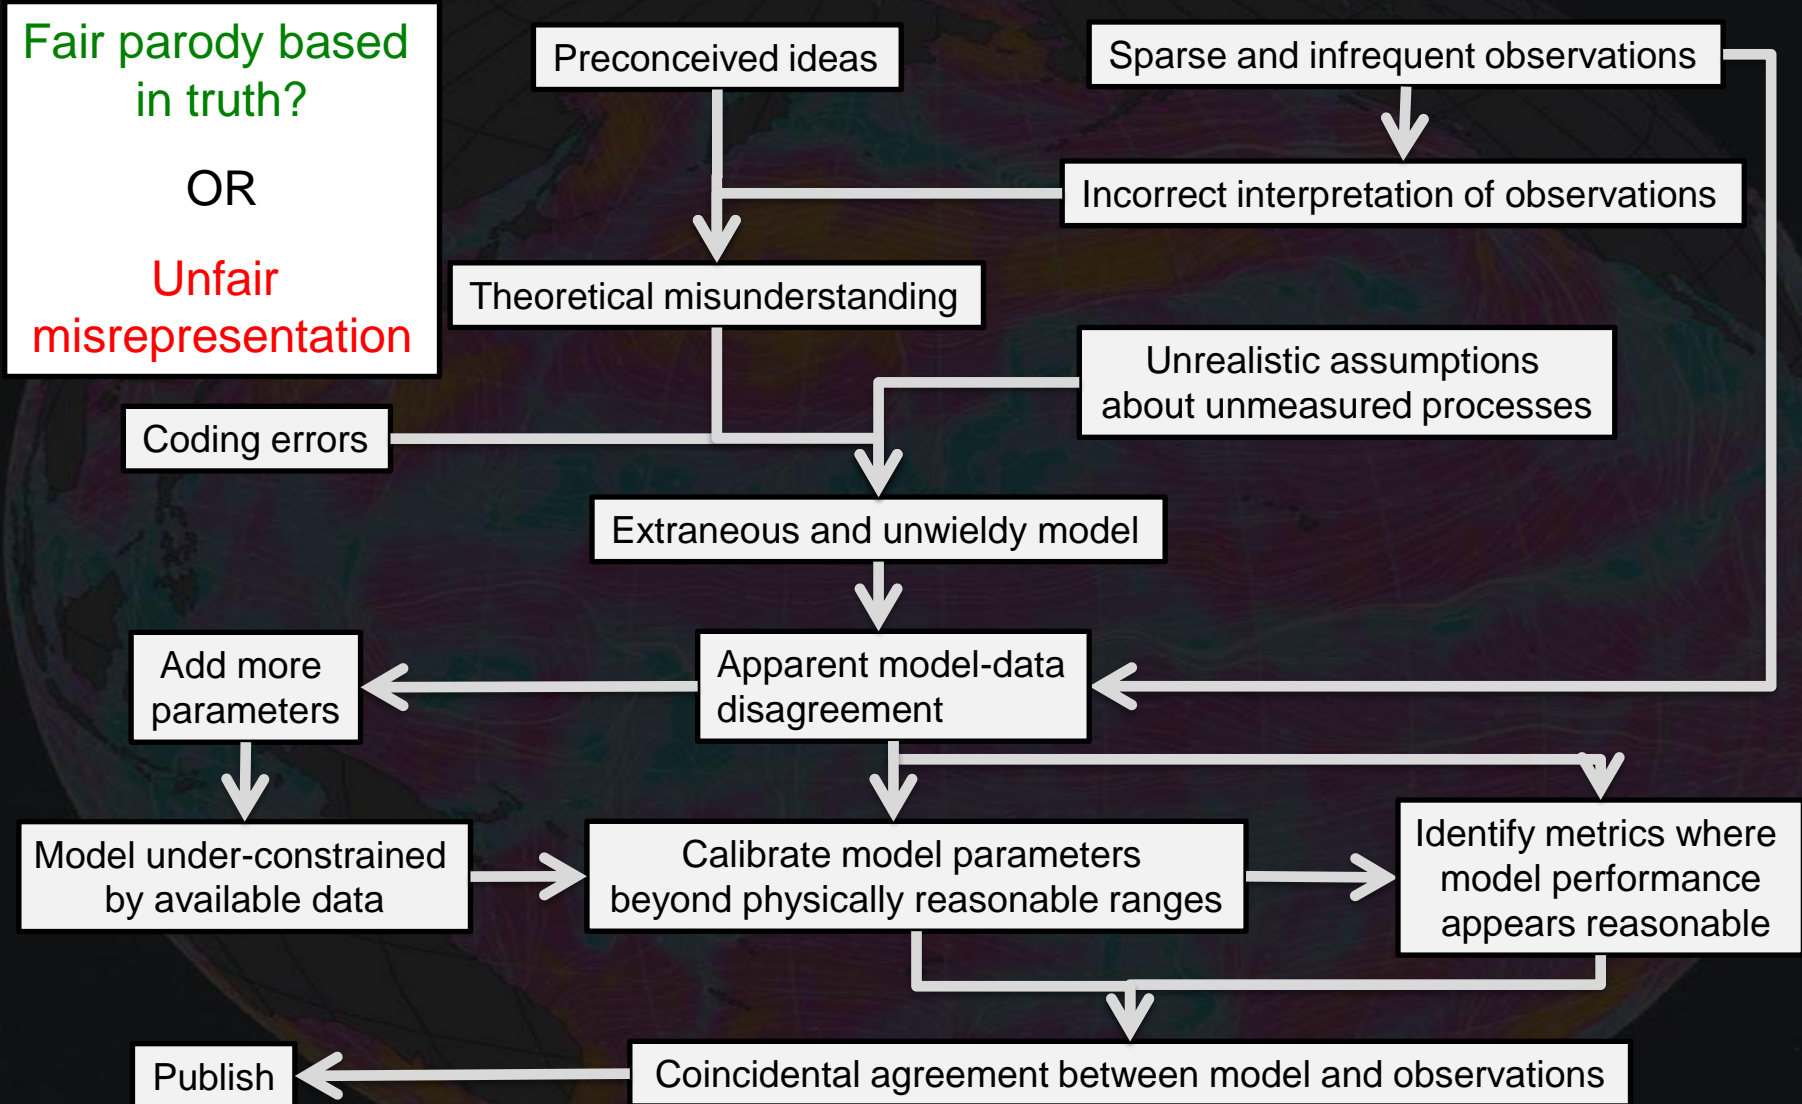 Fair parody based
in truth?
OR
Unfair
misrepresentation
Preconceived ideas
Sparse and infrequent observations
Incorrect interpretation of observations
Theoretical misunderstanding
Unrealistic assumptions
about unmeasured processes
Coding errors
Extraneous and unwieldy model
Add more
parameters
Apparent model-data
disagreement
Model under-constrained
by available data
Calibrate model parameters
beyond physically reasonable ranges
Identify metrics where
model performance
appears reasonable
Publish
Coincidental agreement between model and observations